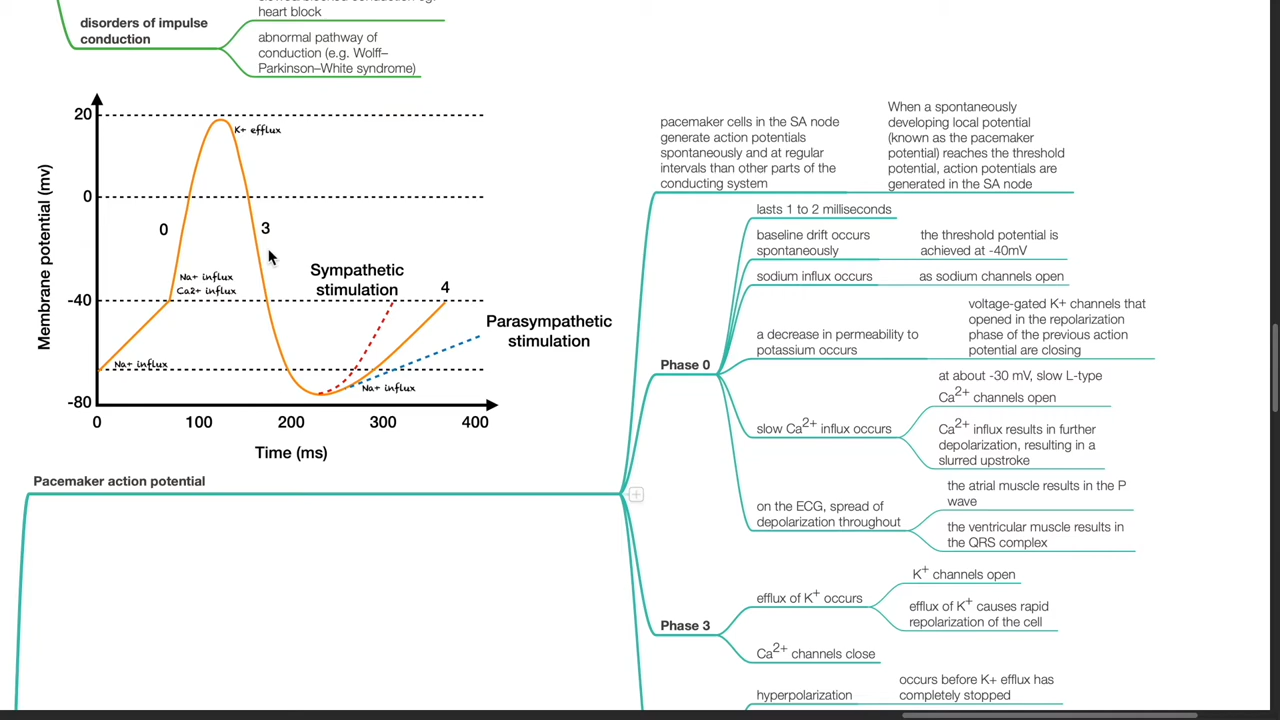 heart block
disorders of impulse
conduction
abnormal pathway of
conduction (e.g. Wolff–
Parkinson–White syndrome)
Membrane potential (mv)
20
0
-40
-80
K+ efflux
0
3
Na+ influx
Ca2+ influx
Na+ influx
Sympathetic
stimulation
4
Parasympathetic
stimulation
Na+ influx
0
100
200
300
400
Time (ms)
Pacemaker action potential
pacemaker cells in the SA node
generate action potentials
spontaneously and at regular
intervals than other parts of the
conducting system
When a spontaneously
developing local potential
(known as the pacemaker
potential) reaches the threshold
potential, action potentials are
generated in the SA node
Phase 0
lasts 1 to 2 milliseconds
baseline drift occurs
spontaneously
the threshold potential is
achieved at -40mV
sodium influx occurs
as sodium channels open
a decrease in permeability to
potassium occurs
voltage-gated K+ channels that
opened in the repolarization
phase of the previous action
potential are closing
slow Ca2+ influx occurs
at about -30 mV, slow L-type
Ca2+ channels open
Ca2+ influx results in further
depolarization, resulting in a
slurred upstroke
on the ECG, spread of
depolarization throughout
the atrial muscle results in the P
wave
the ventricular muscle results in
the QRS complex
Phase 3
efflux of K+ occurs
K+ channels open
efflux of K+ causes rapid
repolarization of the cell
Ca2+ channels close
hyperpolarization
occurs before K+ efflux has
completely stopped